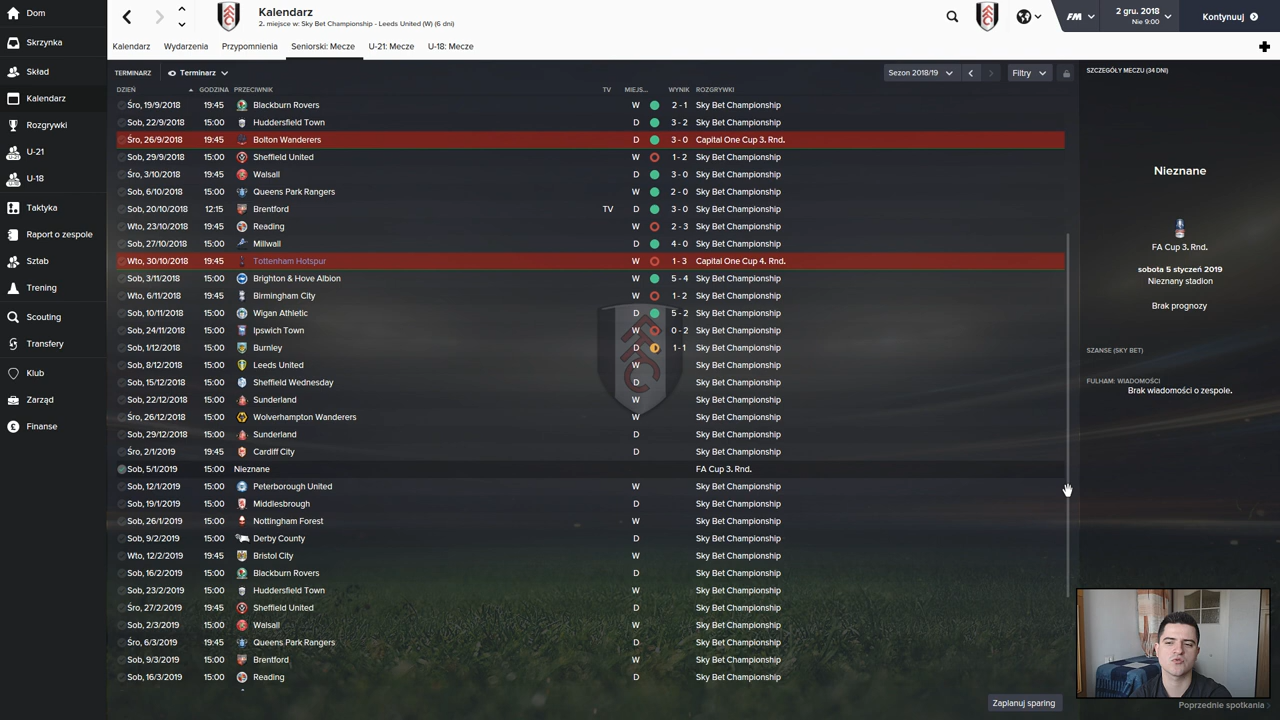 Dom
Skrzynka
Skład
Kalendarz
Rozgrywki
U-21
U-18
Taktyka
Raport o zespole
Sztab
Trening
Scouting
Transfery
Klub
Zarząd
Finanse
Kalendarz
2. miejsce w: Sky Bet Championship - Leeds United (W) (6 dni)
FM
2 gru. 2018
Nie 9:00
Kontynuuj
Kalendarz Wydarzenia Przypomnienia Seniorski: Mecze U-21: Mecze U-18: Mecze
TERMINARZ Terminarz Sezon 2018/19 Filtry
DZIEŃ GODZINA PRZECIWNIK TV MIEJS... WYNIK ROZGRYWKI
Śro, 19/9/2018 19:45 Blackburn Rovers W 2 - 1 Sky Bet Championship
Sob, 22/9/2018 15:00 Huddersfield Town D 3 - 2 Sky Bet Championship
Śro, 26/9/2018 19:45 Bolton Wanderers D 3 - 0 Capital One Cup 3. Rnd.
Sob, 29/9/2018 15:00 Sheffield United W 1 - 2 Sky Bet Championship
Śro, 3/10/2018 19:45 Walsall D 3 - 0 Sky Bet Championship
Sob, 6/10/2018 15:00 Queens Park Rangers W 2 - 0 Sky Bet Championship
Sob, 20/10/2018 12:15 Brentford TV D 3 - 0 Sky Bet Championship
Wto, 23/10/2018 19:45 Reading W 2 - 3 Sky Bet Championship
Sob, 27/10/2018 15:00 Millwall D 4 - 0 Sky Bet Championship
Wto, 30/10/2018 19:45 Tottenham Hotspur W 1 - 3 Capital One Cup 4. Rnd.
Sob, 3/11/2018 15:00 Brighton & Hove Albion W 5 - 4 Sky Bet Championship
Wto, 6/11/2018 19:45 Birmingham City W 1 - 2 Sky Bet Championship
Sob, 10/11/2018 15:00 Wigan Athletic D 5 - 2 Sky Bet Championship
Sob, 24/11/2018 15:00 Ipswich Town W 0 - 2 Sky Bet Championship
Sob, 1/12/2018 15:00 Burnley D 1 - 1 Sky Bet Championship
Sob, 8/12/2018 15:00 Leeds United W Sky Bet Championship
Sob, 15/12/2018 15:00 Sheffield Wednesday D Sky Bet Championship
Sob, 22/12/2018 15:00 Sunderland W Sky Bet Championship
Śro, 26/12/2018 15:00 Wolverhampton Wanderers W Sky Bet Championship
Sob, 29/12/2018 15:00 Sunderland D Sky Bet Championship
Śro, 2/1/2019 19:45 Cardiff City D Sky Bet Championship
Sob, 5/1/2019 15:00 Nieznane FA Cup 3. Rnd.
Sob, 12/1/2019 15:00 Peterborough United W Sky Bet Championship
Sob, 19/1/2019 15:00 Middlesbrough D Sky Bet Championship
Sob, 26/1/2019 15:00 Nottingham Forest W Sky Bet Championship
Sob, 9/2/2019 15:00 Derby County D Sky Bet Championship
Wto, 12/2/2019 19:45 Bristol City W Sky Bet Championship
Sob, 16/2/2019 15:00 Blackburn Rovers D Sky Bet Championship
Sob, 23/2/2019 15:00 Huddersfield Town W Sky Bet Championship
Śro, 27/2/2019 19:45 Sheffield United D Sky Bet Championship
Sob, 2/3/2019 15:00 Walsall W Sky Bet Championship
Śro, 6/3/2019 19:45 Queens Park Rangers D Sky Bet Championship
Sob, 9/3/2019 15:00 Brentford W Sky Bet Championship
Sob, 16/3/2019 15:00 Reading D Sky Bet Championship
Zaplanuj sparing
SZCZEGÓŁY MECZU (34 DNI)
Nieznane
FA Cup 3. Rnd.
sobota 5 styczeń 2019
Nieznany stadion
Brak prognozy
SZANSE (SKY BET)
FULHAM: WIADOMOŚCI
Brak wiadomości o zespole.
Poprzednie spotkania